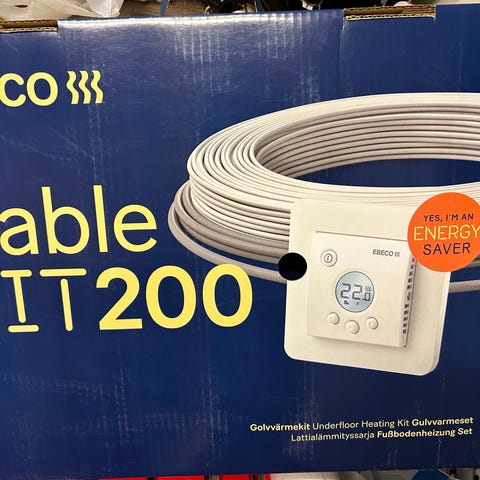 CO
able
IT200
YES, I'M AN
ENERGY
SAVER
EBECO
22.0
Golvvärmekit Underfloor Heating Kit Gulvvarmeset
Lattialämmityssarja Fußbodenheizung Set